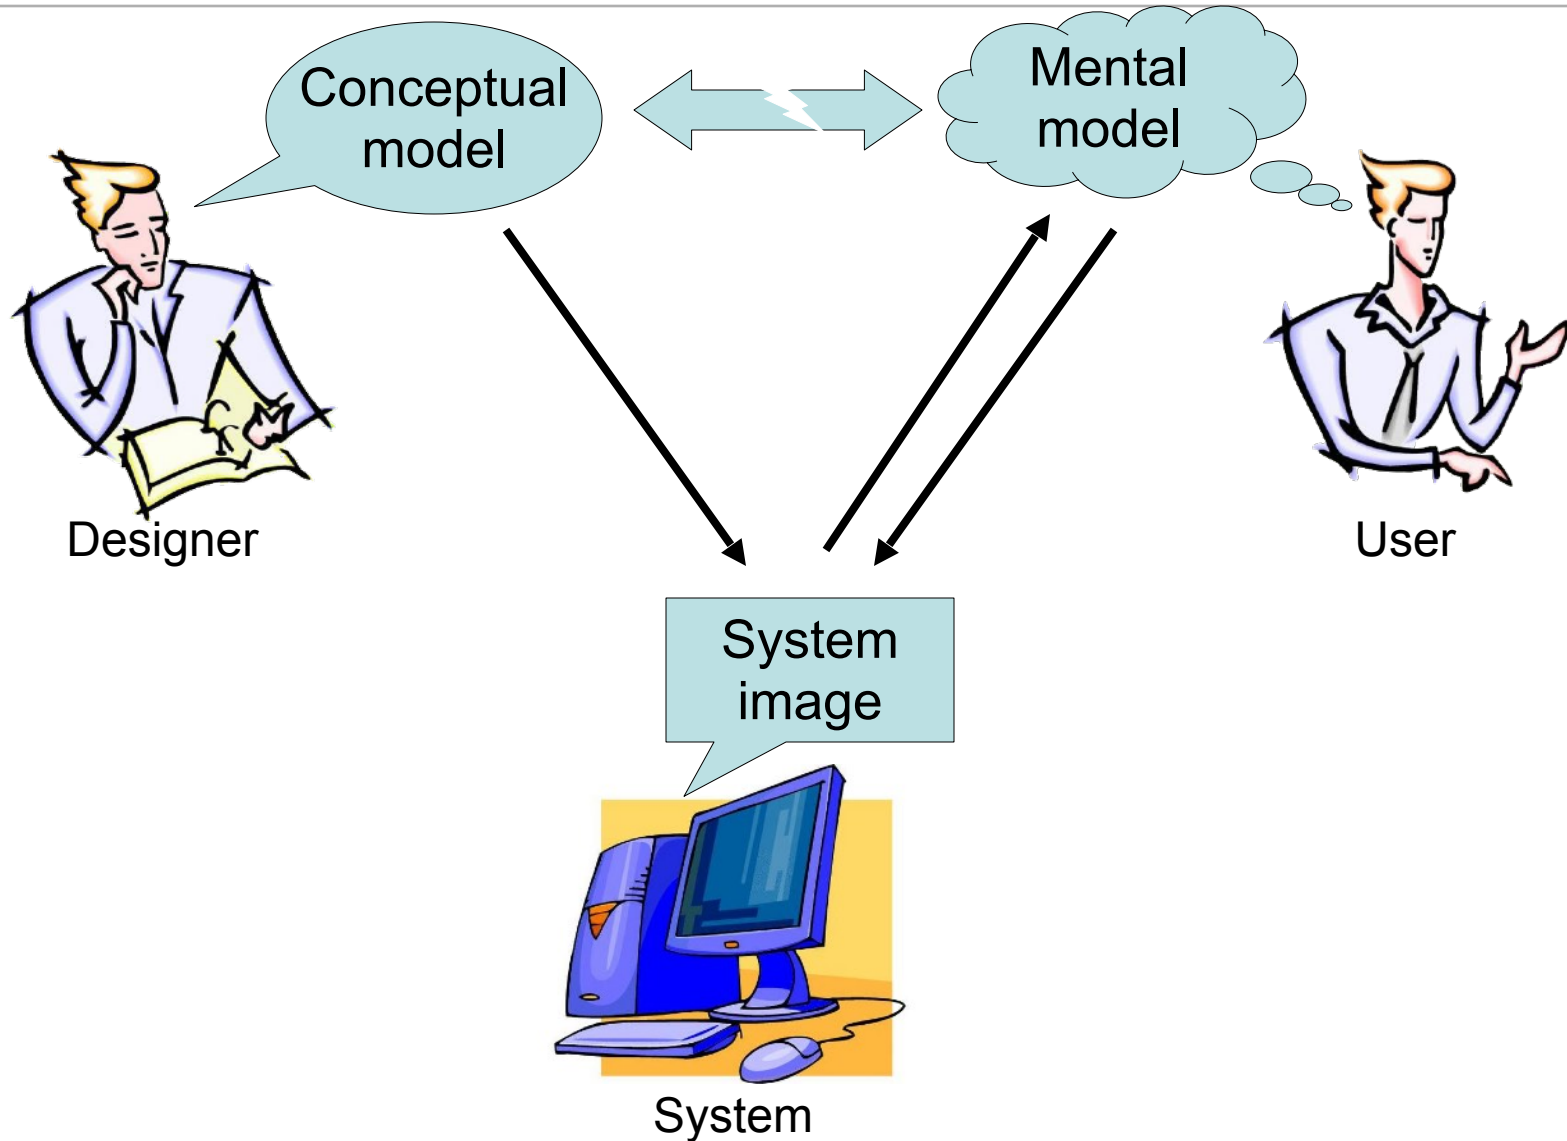 Conceptual
model
Mental
model
Designer
User
System
image
System